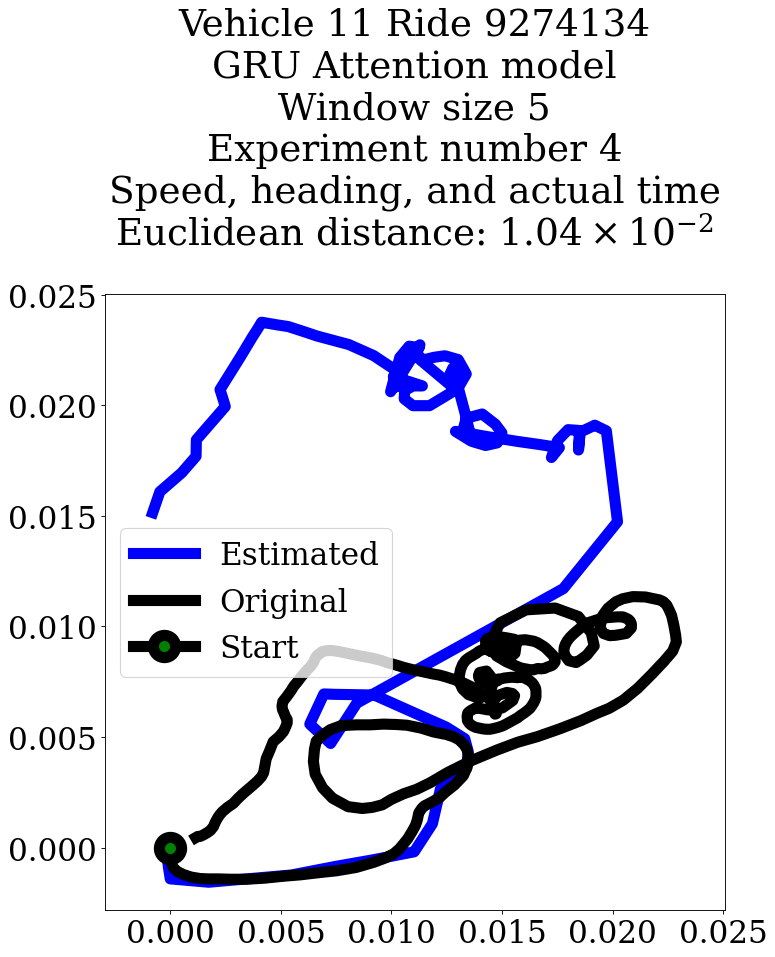 Vehicle 11 Ride 9274134
GRU Attention model
Window size 5
Experiment number 4
Speed, heading, and actual time
Euclidean distance: 1.04 × 10⁻²
0.025
0.020
0.015
0.010
0.005
0.000
Estimated
Original
Start
0.000 0.005 0.010 0.015 0.020 0.025